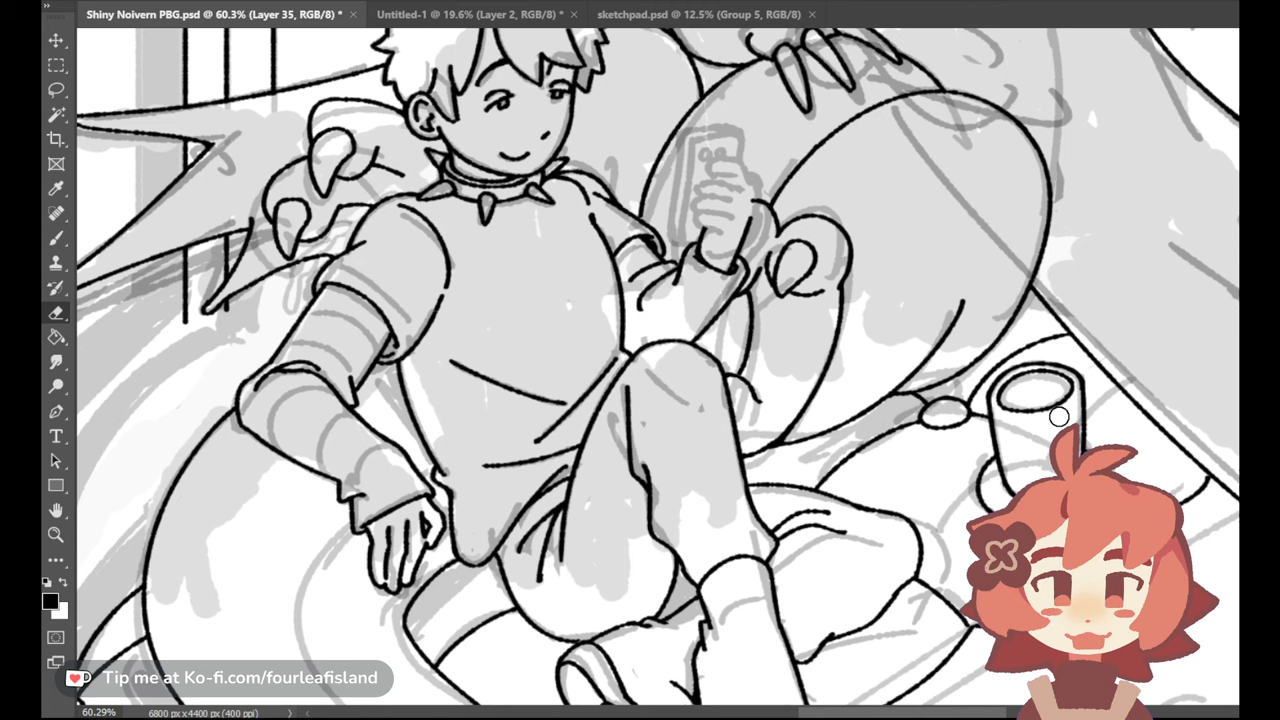 Shiny Noivern PBG.psd @ 60.3% (Layer 35, RGB/8) * × Untitled-1 @ 19.6% (Layer 2, RGB/8) * × sketchpad.psd @ 12.5% (Group 5, RGB/8) ×
Tip me at Ko-fi.com/fourleafisland
60.29% 6800 px x4400 px (400 ppi)